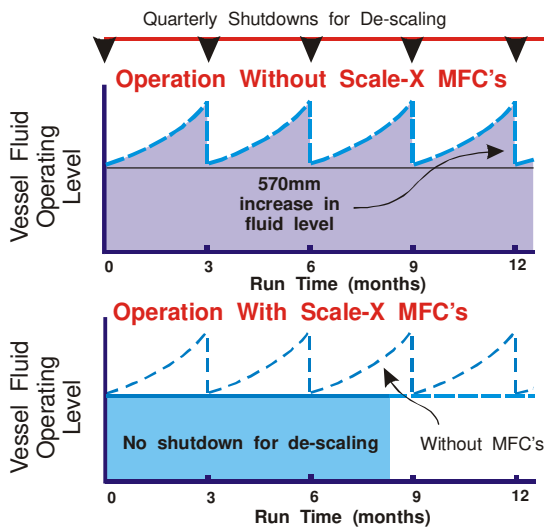 Quarterly Shutdowns for De-scaling
Operation Without Scale-X MFC's
Vessel Fluid
Operating
Level
570mm
increase in
fluid level
0 3 6 9 12
Run Time (months)
Operation With Scale-X MFC's
Vessel Fluid
Operating
Level
No shutdown for de-scaling
Without MFC's
0 3 6 9 12
Run Time (months)